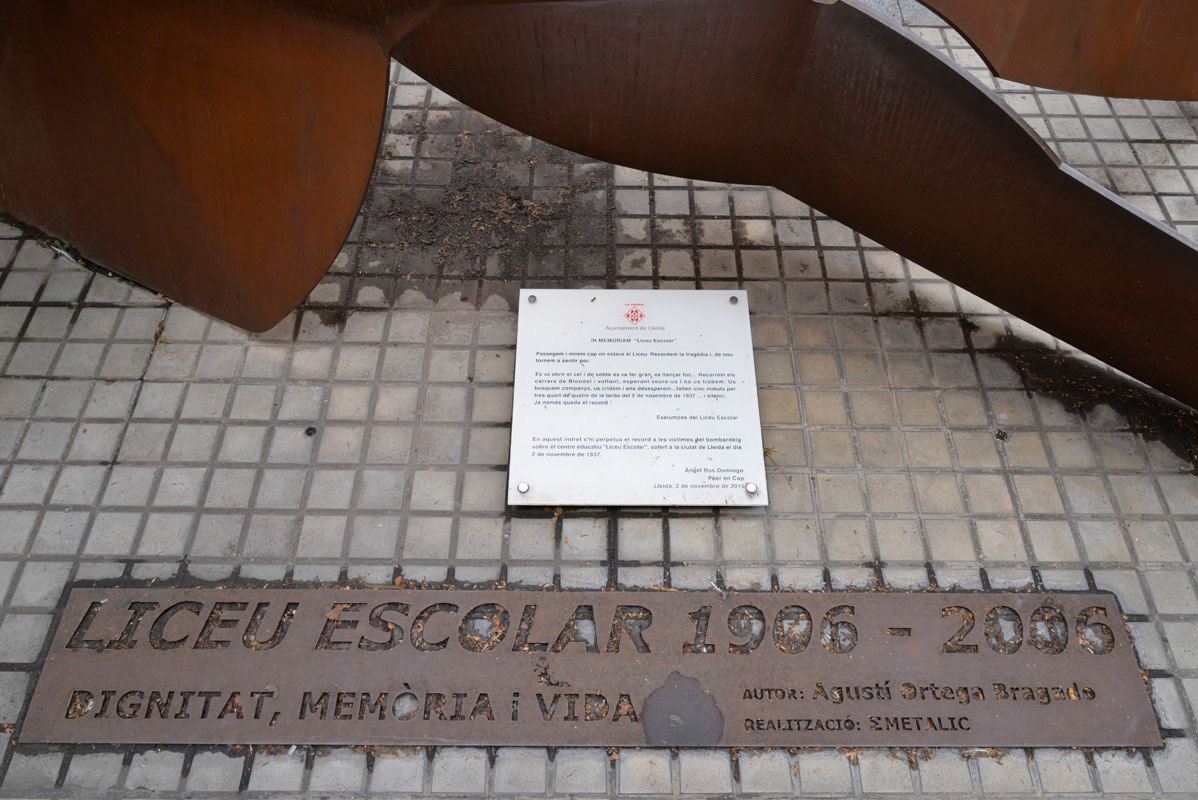 LA PAERIA
Ajuntament de Lleida
IN MEMORIAM "Liceu Escolar"
Passegem i mirem cap on estava el Liceu. Recordem la tragèdia i, de nou
tornem a sentir por.
Es va obrir el cel i de sobte es va fer gran, es llançar foc... Recorrem els
carrers de Blondel i voltant, esperant veure-us i no us trobem. Us
busquem companys, us cridem i ens désesperem...falten cinc minuts per
tres quart de quatre de la tarda del 2 de novembre de 1937 ... i silenci.
Ja només queda el record !
Exalumnes del Liceu Escolar
En aquest indret s'hi perpetua el record a les víctimes del bombardeig
sobre el centre educatiu "Liceu Escolar", sofert a la ciutat de Lleida el dia
2 de novembre de 1937.
Àngel Ros Domingo
Paer en Cap
Lleida, 2 de novembre de 2015
LICEU ESCOLAR 1906 - 2006
DIGNITAT, MEMÒRIA i VIDA
AUTOR: Agustí Ortega Bragado
REALITZACIÓ: ΣMETALIC